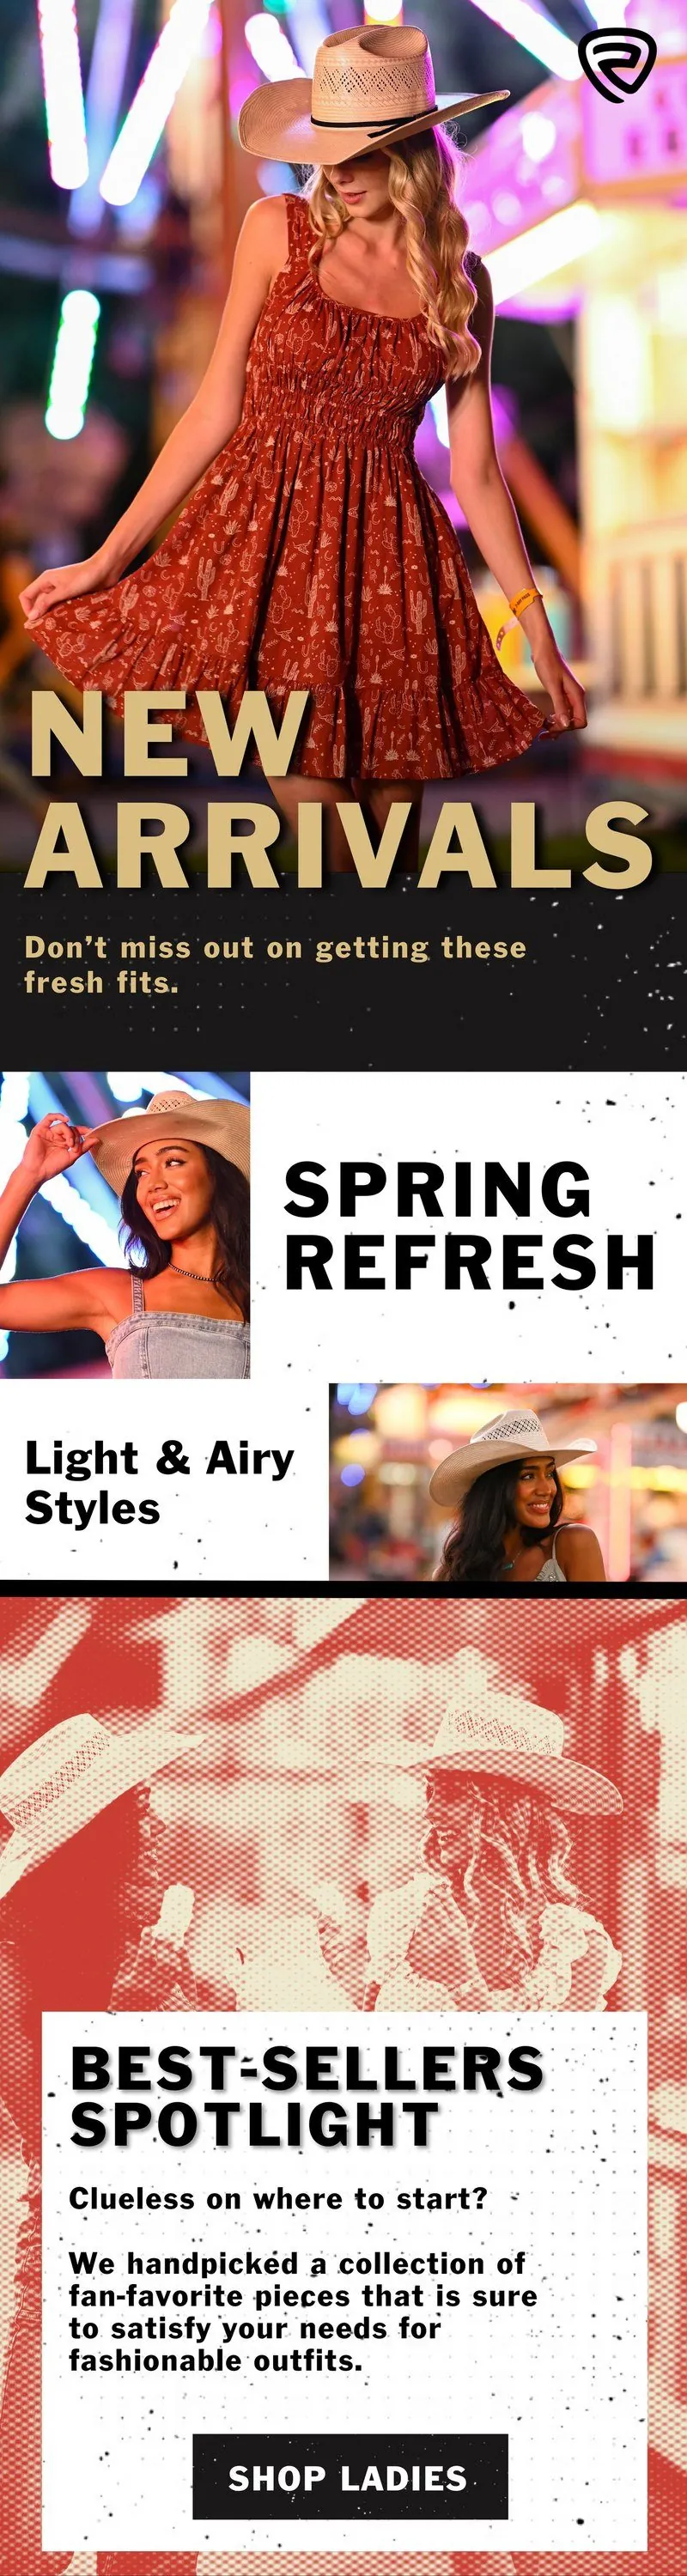 NEW
ARRIVALS
Don’t miss out on getting these
fresh fits.
SPRING
REFRESH
Light & Airy
Styles
BEST-SELLERS
SPOTLIGHT
Clueless on where to start?
We handpicked a collection of
fan-favorite pieces that is sure
to satisfy your needs for
fashionable outfits.
SHOP LADIES